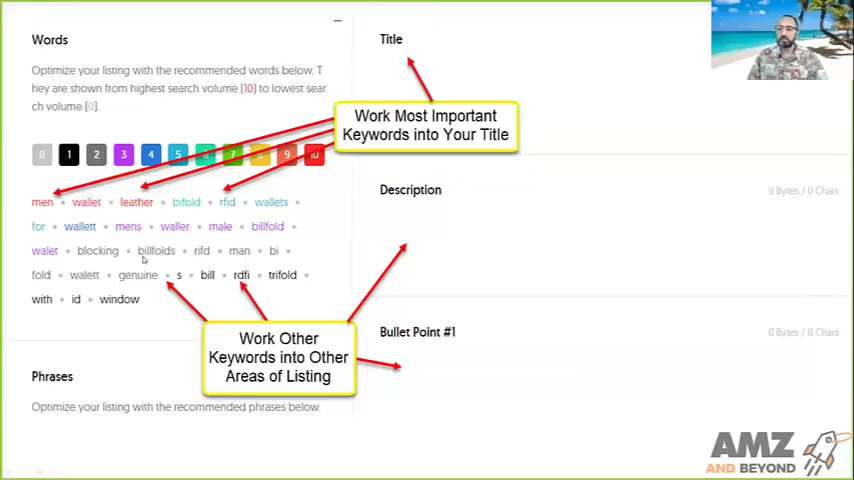 Words
Optimize your listing with the recommended words below. T
hey are shown from highest search volume (10) to lowest sear
ch volume (0).
0 1 2 3 4 5 6 7 8 9 10
men • wallet • leather • bifold • rfid • wallets •
for • wallett • mens • waller • male • billfold •
walet • blocking • billfolds • rifd • man • bi •
fold • walett • genuine • s • bill • rdfi • trifold •
with • id • window
Phrases
Optimize your listing with the recommended phrases below.
Title
Work Most Important
Keywords into Your Title
Description
0 Bytes / 0 Chars
Bullet Point #1
0 Bytes / 0 Chars
Work Other
Keywords into Other
Areas of Listing
AMZ
AND BEYOND